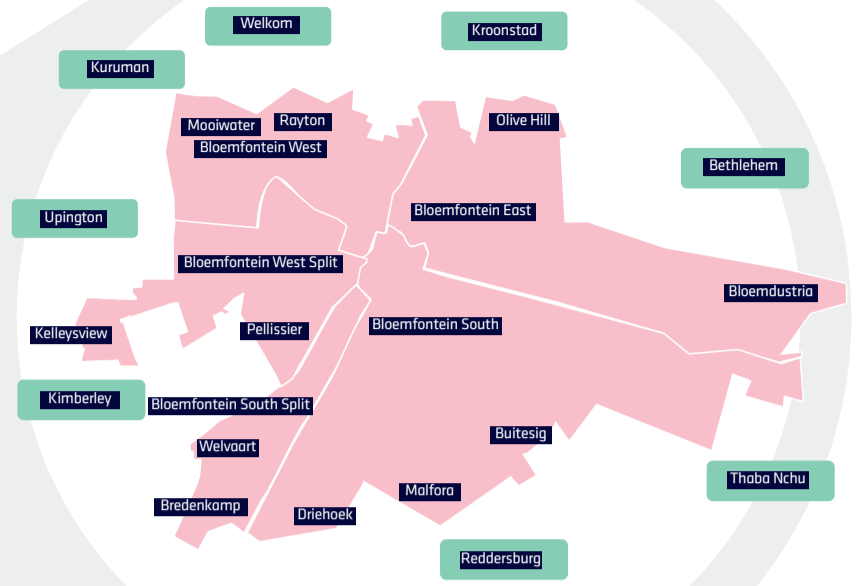 Welkom
Kroonstad
Kuruman
Mooiwater
Rayton
Olive Hill
Bloemfontein West
Bethlehem
Upington
Bloemfontein East
Bloemfontein West Split
Bloemdustria
Kelleysview
Pellissier
Bloemfontein South
Kimberley
Bloemfontein South Split
Welvaart
Buitesig
Thaba Nchu
Malfora
Bredenkamp
Driehoek
Reddersburg